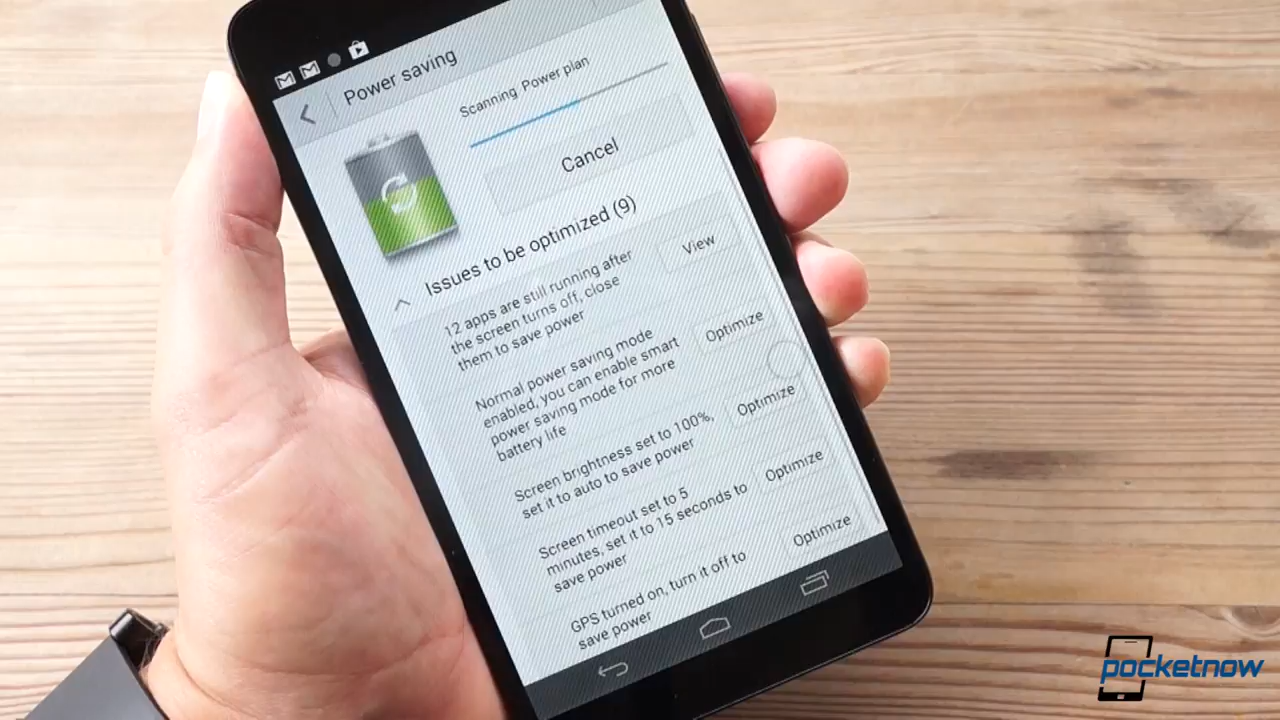 Power saving
Scanning Power plan
Cancel
Issues to be optimized (9)
12 apps are still running after
the screen turns off, close
them to save power
View
Normal power saving mode
enabled, you can enable smart
power saving mode for more
battery life
Optimize
Screen brightness set to 100%,
set it to auto to save power
Optimize
Screen timeout set to 5
minutes, set it to 15 seconds to
save power
Optimize
GPS turned on, turn it off to
save power
Optimize
pocketnow